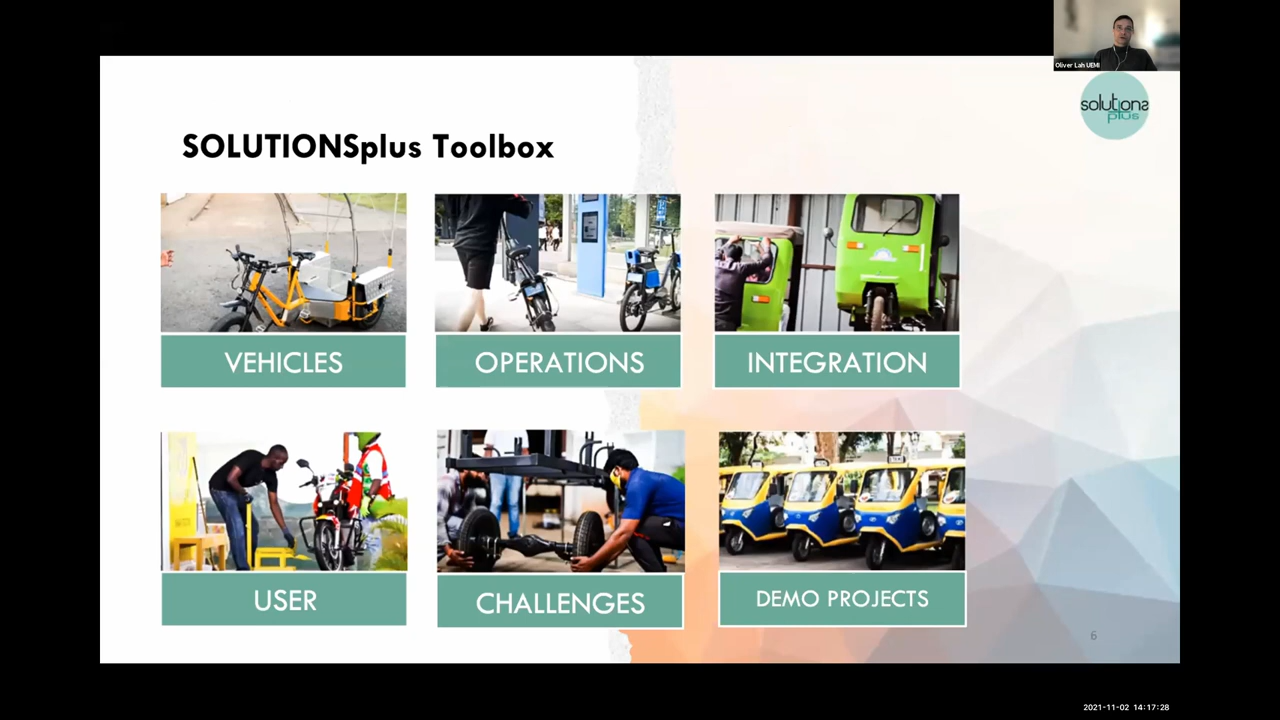 Oliver Lah UEMI
solutions
plus
SOLUTIONSplus Toolbox
VEHICLES
OPERATIONS
INTEGRATION
USER
CHALLENGES
DEMO PROJECTS
6
2021-11-02 14:17:28